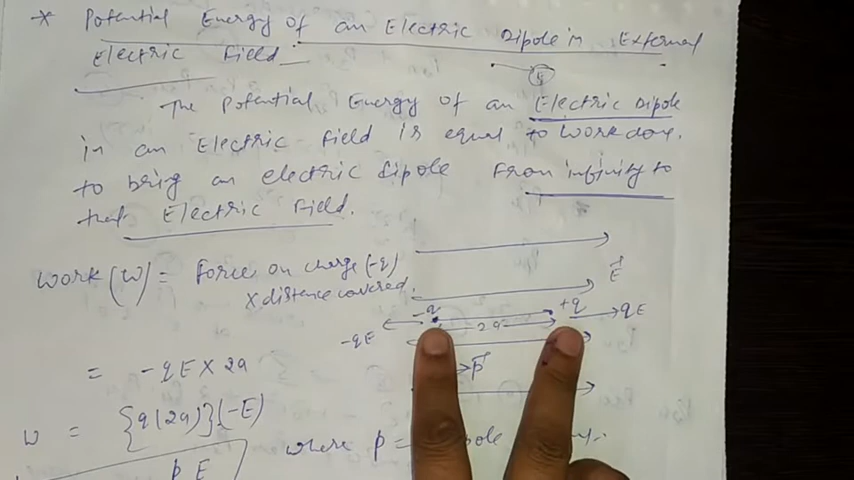 * Potential Energy of an Electric Dipole in External
Electric Field
E
The Potential Energy of an Electric Dipole
in an Electric field is equal to work done.
to bring an electric dipole From infinity to
that Electric Field.
Work (W) = Force on charge (-q)
X distance covered.
E
-q
+q
qE
2a
-qE
= -qE X 2a
p
W = {q(2a)}(-E)
where p =
p E